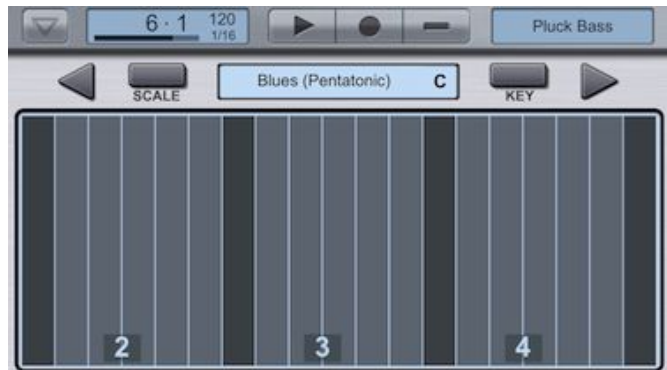 6·1 120
1/16
Pluck Bass
SCALE
Blues (Pentatonic) C
KEY
2 3 4